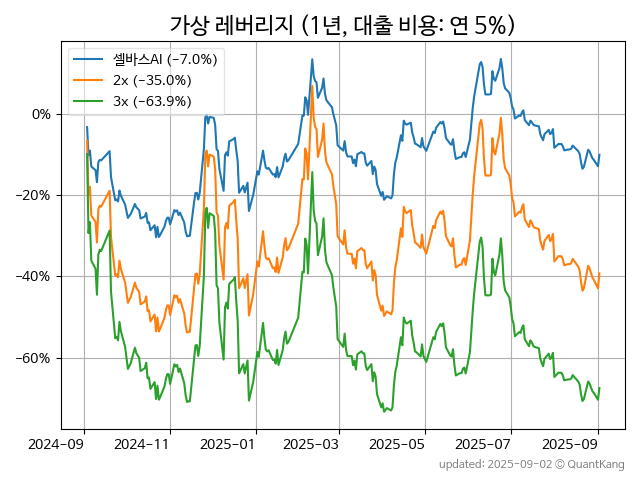 가상 레버리지 (1년, 대출 비용: 연 5%)
셀바스AI (−7.0%)
2x (−35.0%)
3x (−63.9%)
0%
−20%
−40%
−60%
2024-09 2024-11 2025-01 2025-03 2025-05 2025-07 2025-09
updated: 2025-09-02 © QuantKang